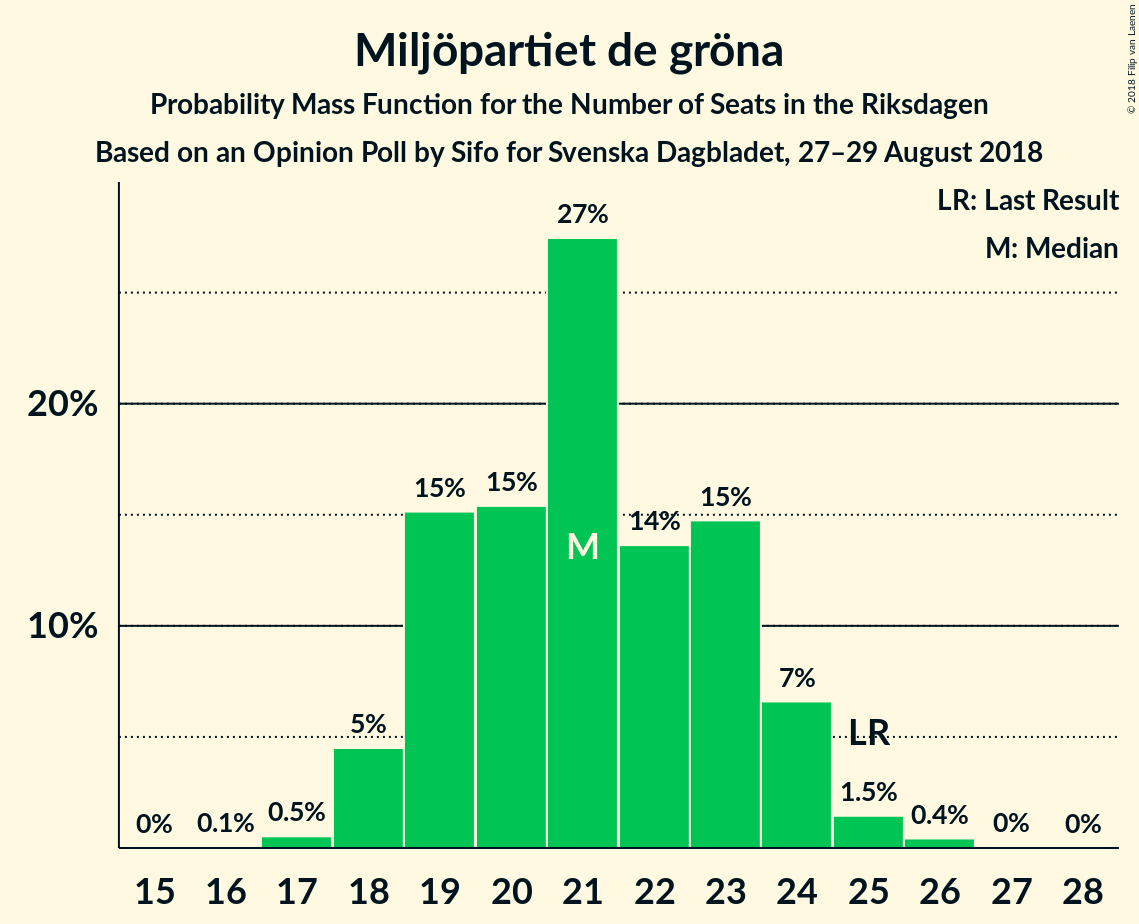 Miljöpartiet de gröna
Probability Mass Function for the Number of Seats in the Riksdagen
Based on an Opinion Poll by Sifo for Svenska Dagbladet, 27–29 August 2018
© 2018 Filip van Laenen
LR: Last Result
M: Median
20%
10%
0%
0.1%
0.5%
5%
15%
15%
27%
14%
15%
7%
1.5%
0.4%
0%
0%
M
LR
15 16 17 18 19 20 21 22 23 24 25 26 27 28